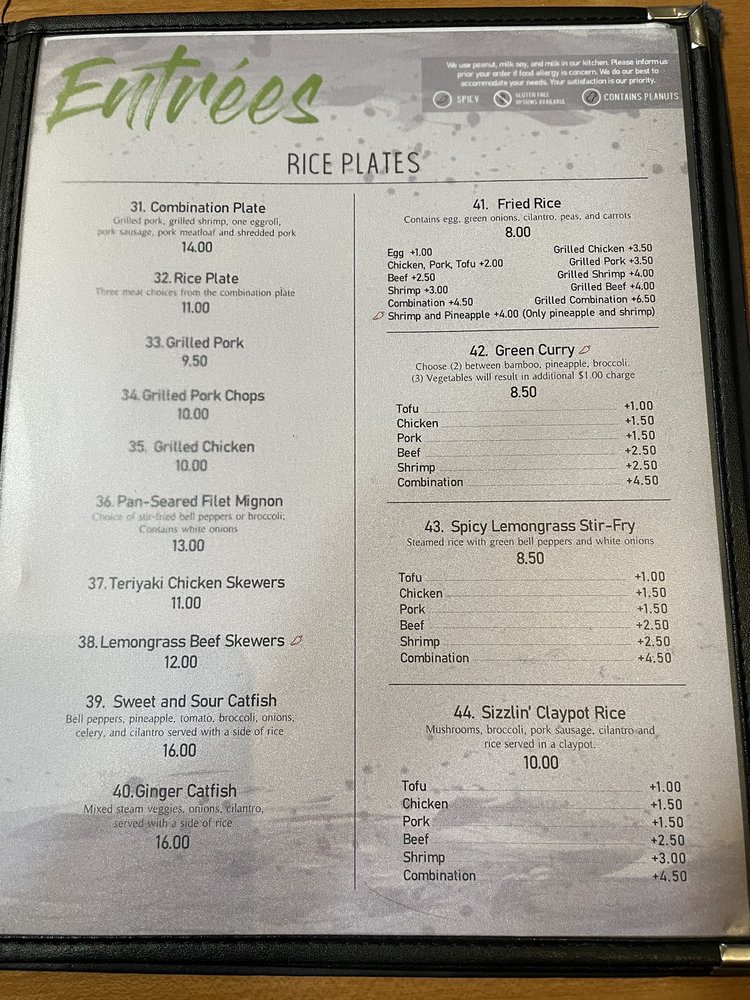 Entrées
We use peanut, milk soy, and milk in our kitchen. Please inform us
prior your order if food allergy is concern. We do our best to
accommodate your needs. Your satisfaction is our priority.
SPICY
GLUTEN FREE
OPTIONS AVAILABLE
CONTAINS PEANUTS
RICE PLATES
31. Combination Plate
Grilled pork, grilled shrimp, one eggroll,
pork sausage, pork meatloaf and shredded pork
14.00
32. Rice Plate
Three meat choices from the combination plate
11.00
33. Grilled Pork
9.50
34. Grilled Pork Chops
10.00
35. Grilled Chicken
10.00
36. Pan-Seared Filet Mignon
Choice of stir-fried bell peppers or broccoli;
Contains white onions
13.00
37. Teriyaki Chicken Skewers
11.00
38. Lemongrass Beef Skewers
12.00
39. Sweet and Sour Catfish
Bell peppers, pineapple, tomato, broccoli, onions,
celery, and cilantro served with a side of rice
16.00
40. Ginger Catfish
Mixed steam veggies, onions, cilantro,
served with a side of rice
16.00
41. Fried Rice
Contains egg, green onions, cilantro, peas, and carrots
8.00
Egg +1.00
Chicken, Pork, Tofu +2.00
Beef +2.50
Shrimp +3.00
Combination +4.50
Grilled Chicken +3.50
Grilled Pork +3.50
Grilled Shrimp +4.00
Grilled Beef +4.00
Grilled Combination +6.50
Shrimp and Pineapple +4.00 (Only pineapple and shrimp)
42. Green Curry
Choose (2) between bamboo, pineapple, broccoli.
(3) Vegetables will result in additional $1.00 charge
8.50
Tofu +1.00
Chicken +1.50
Pork +1.50
Beef +2.50
Shrimp +2.50
Combination +4.50
43. Spicy Lemongrass Stir-Fry
Steamed rice with green bell peppers and white onions
8.50
Tofu +1.00
Chicken +1.50
Pork +1.50
Beef +2.50
Shrimp +2.50
Combination +4.50
44. Sizzlin' Claypot Rice
Mushrooms, broccoli, pork sausage, cilantro and
rice served in a claypot.
10.00
Tofu +1.00
Chicken +1.50
Pork +1.50
Beef +2.50
Shrimp +3.00
Combination +4.50